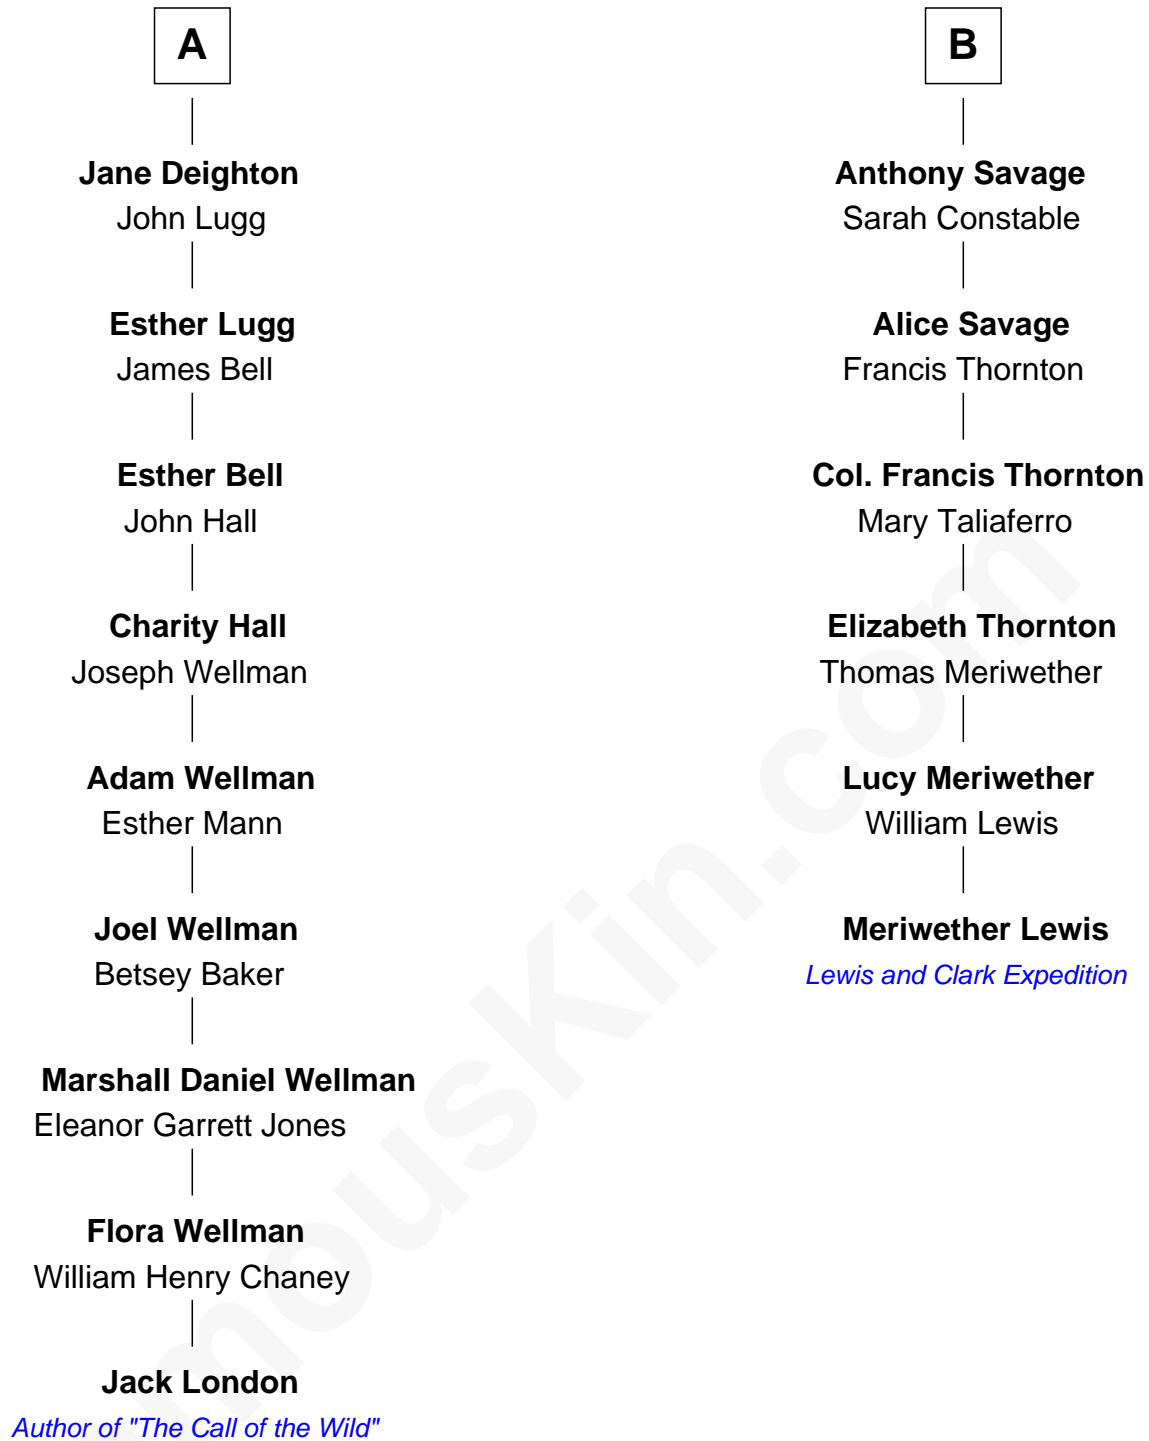 A
Jane Deighton
John Lugg
Esther Lugg
James Bell
Esther Bell
John Hall
Charity Hall
Joseph Wellman
Adam Wellman
Esther Mann
Joel Wellman
Betsey Baker
Marshall Daniel Wellman
Eleanor Garrett Jones
Flora Wellman
William Henry Chaney
Jack London
Author of "The Call of the Wild"
B
Anthony Savage
Sarah Constable
Alice Savage
Francis Thornton
Col. Francis Thornton
Mary Taliaferro
Elizabeth Thornton
Thomas Meriwether
Lucy Meriwether
William Lewis
Meriwether Lewis
Lewis and Clark Expedition
mouskin.com